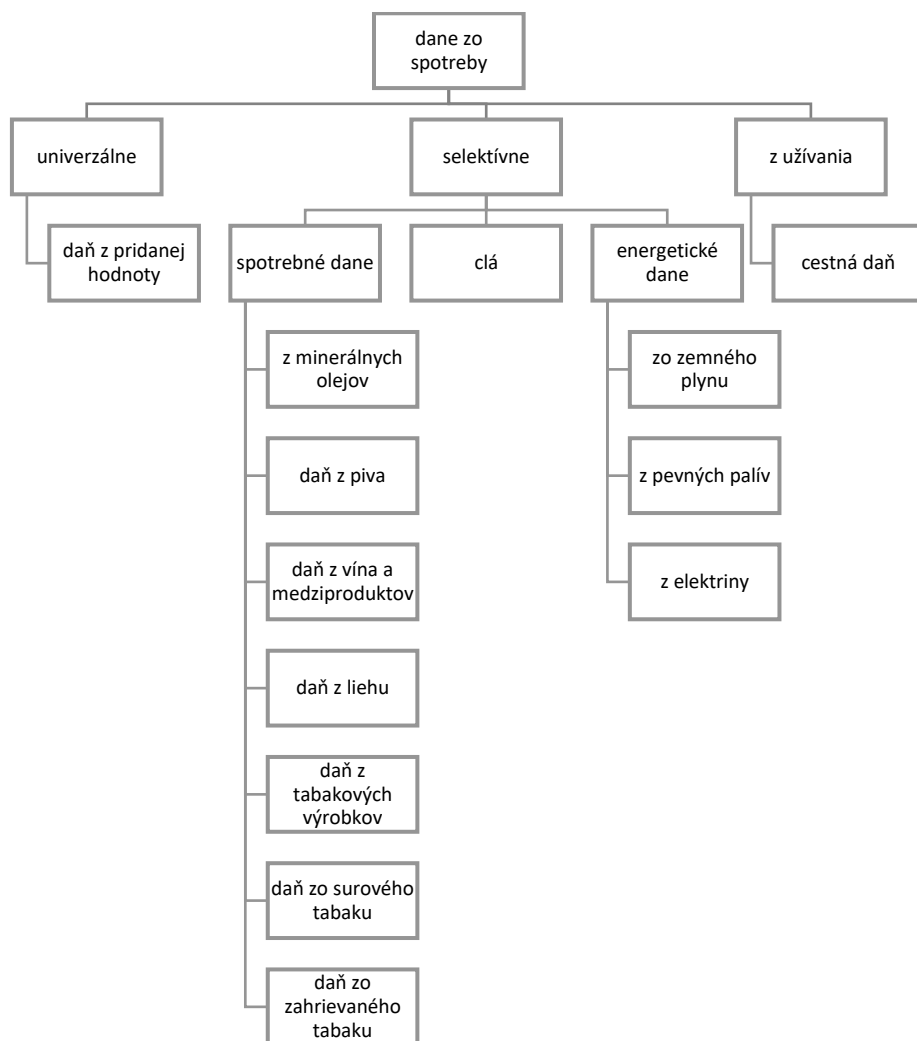 dane zo
spotreby
univerzálne
selektívne
z užívania
daň z pridanej
hodnoty
spotrebné dane
clá
energetické
dane
cestná daň
z minerálnych
olejov
zo zemného
plynu
daň z piva
z pevných palív
daň z vína a
medziproduktov
z elektriny
daň z liehu
daň z
tabakových
výrobkov
daň zo surového
tabaku
daň zo
zahrievaného
tabaku